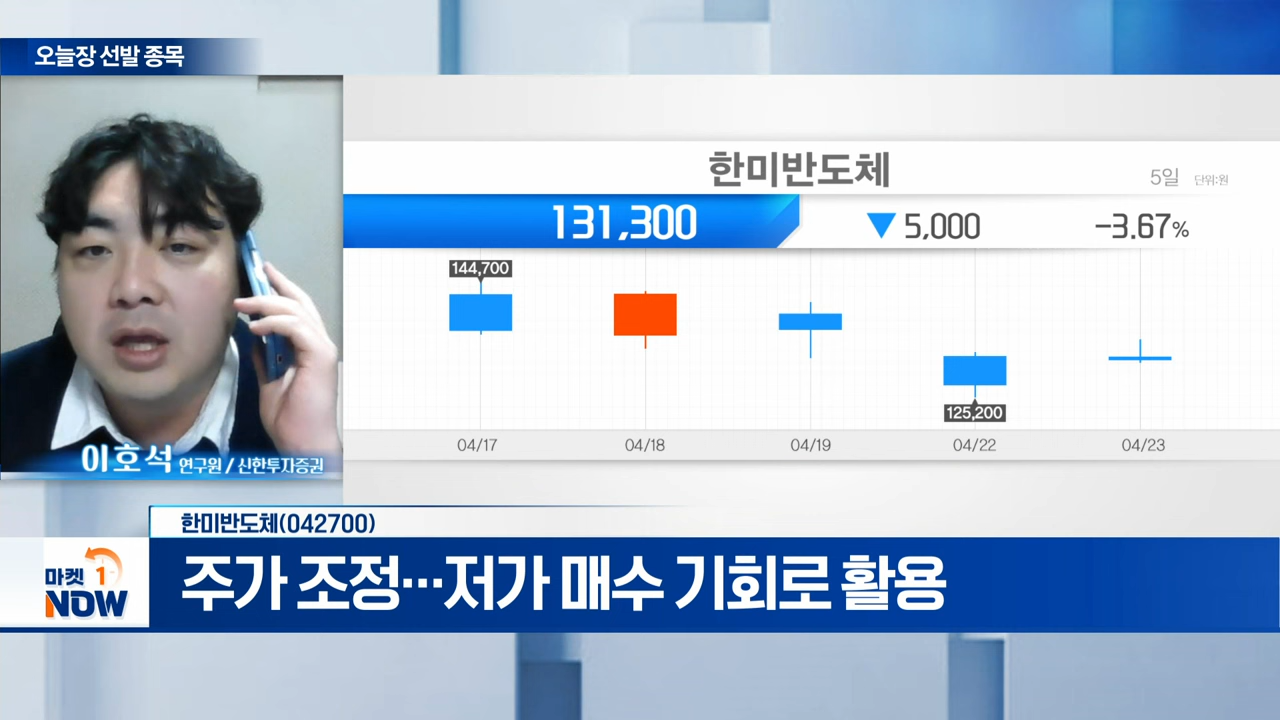 오늘장 선발 종목
한미반도체
5일 단위:원
131,300 ▼ 5,000 -3.67%
144,700
125,200
04/17 04/18 04/19 04/22 04/23
이호석 연구원 / 신한투자증권
한미반도체(042700)
마켓 1
NOW
주가 조정…저가 매수 기회로 활용